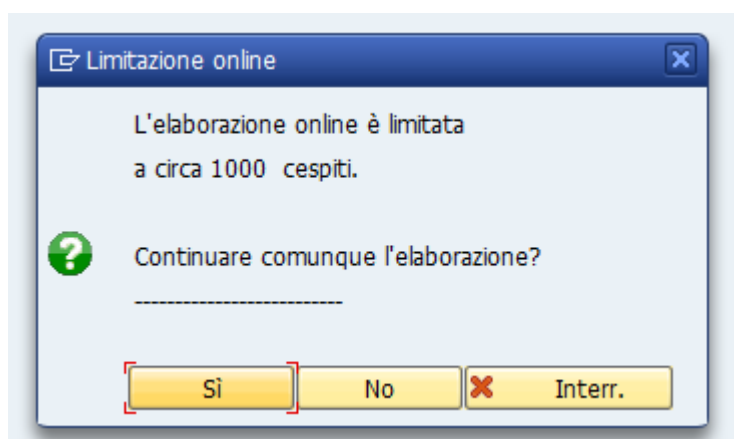 Limitazione online
L'elaborazione online è limitata
a circa 1000 cespiti.
Continuare comunque l'elaborazione?
--------------------------
Sì No Interr.